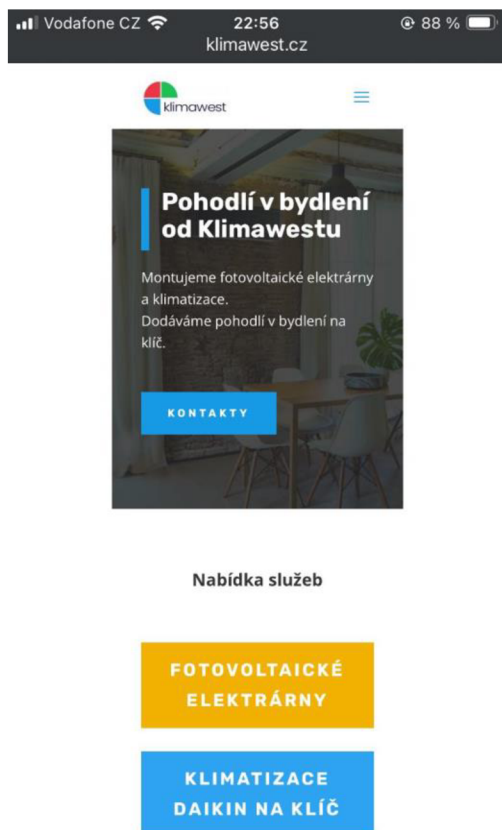 Vodafone CZ 22:56 88 %
klimawest.cz
klimawest
Pohodlí v bydlení
od Klimawestu
Montujeme fotovoltaické elektrárny
a klimatizace.
Dodáváme pohodlí v bydlení na
klíč.
KONTAKTY
Nabídka služeb
FOTOVOLTAICKÉ
ELEKTRÁRNY
KLIMATIZACE
DAIKIN NA KLÍČ